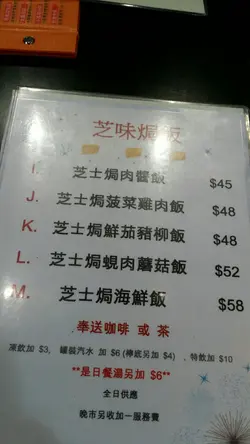 芝味焗飯
I. 芝士焗肉醬飯 $45
J. 芝士焗菠菜雞肉飯 $48
K. 芝士焗鮮茄豬柳飯 $48
L. 芝士焗蜆肉蘑菇飯 $52
M. 芝士焗海鮮飯 $58
奉送咖啡 或 茶
凍飲加 $3, 罐裝汽水 加 $6 (櫸底另加 $4) 、特飲加 $10
**是日餐湯另加 $6**
全日供應
晚市另收加一服務費